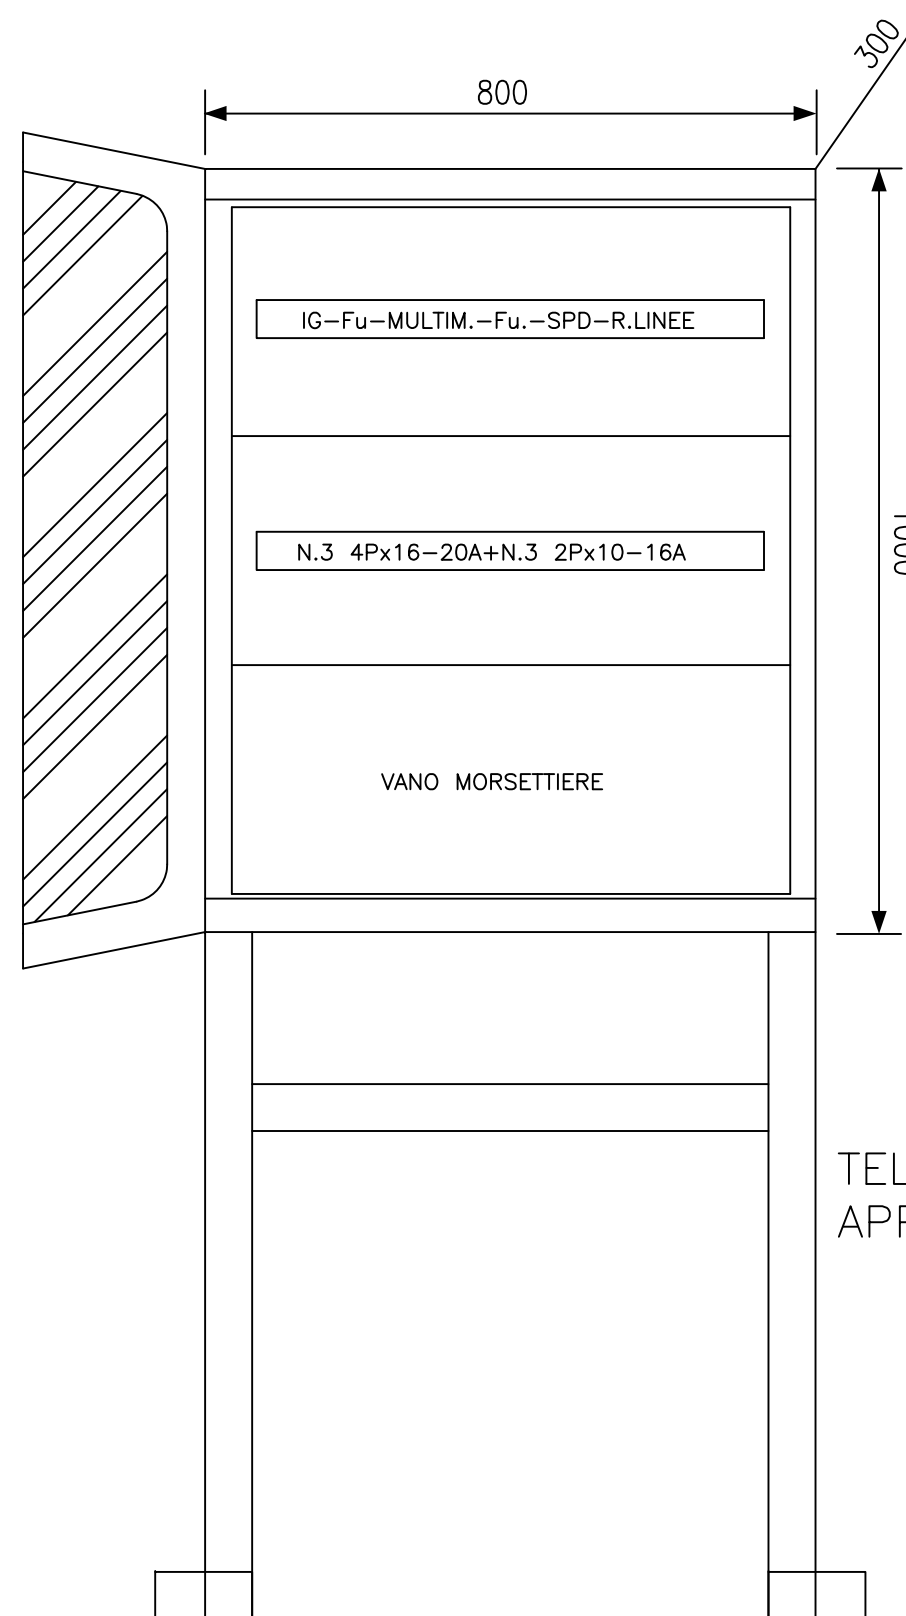 300
800
IG-Fu-MULTIM.-Fu.-SPD-R.LINEE
N.3 4Px16-20A+N.3 2Px10-16A
VANO MORSETTIERE